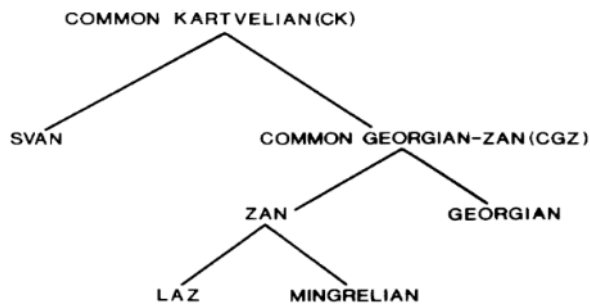 COMMON KARTVELIAN(CK)
SVAN COMMON GEORGIAN-ZAN(CGZ)
ZAN GEORGIAN
LAZ MINGRELIAN